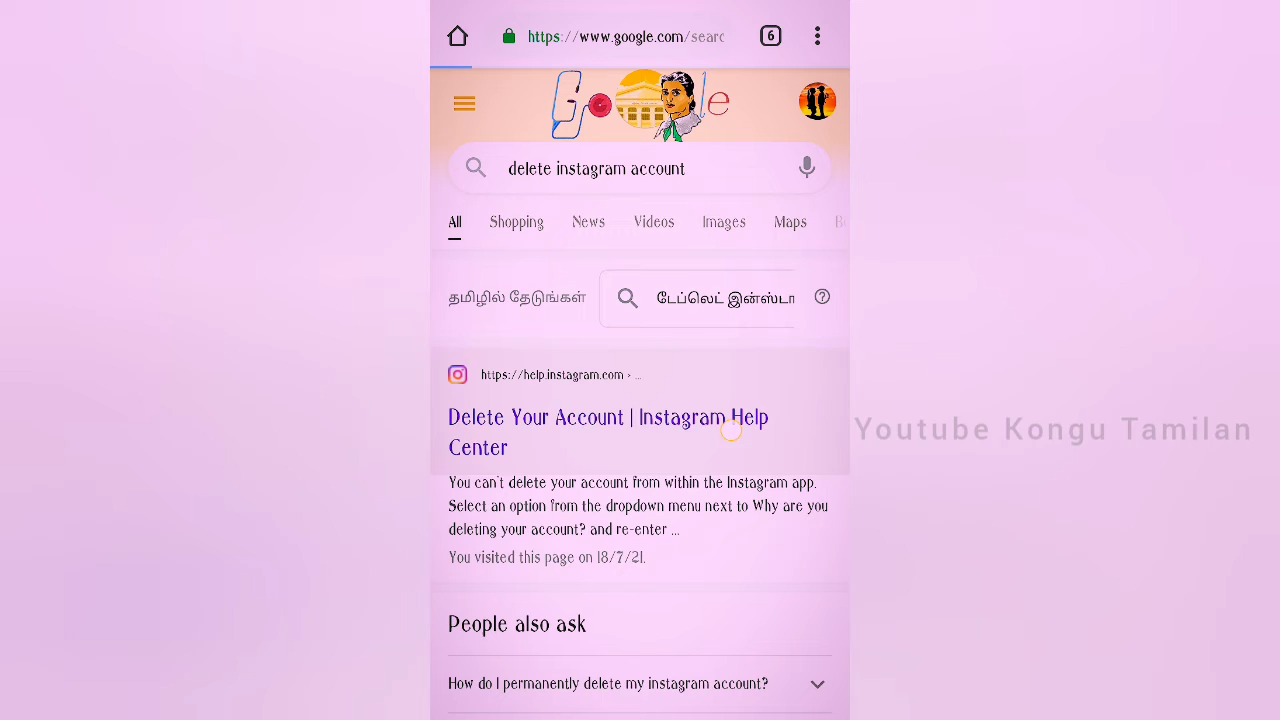 https://www.google.com/searc
6
delete instagram account
All Shopping News Videos Images Maps
தமிழில் தேடுங்கள்
டேப்லெட் இன்ஸ்டா
https://help.instagram.com › ...
Delete Your Account | Instagram Help
Center
You can't delete your account from within the Instagram app.
Select an option from the dropdown menu next to Why are you
deleting your account? and re-enter ...
You visited this page on 18/7/21.
People also ask
How do I permanently delete my instagram account?
Youtube Kongu Tamilan